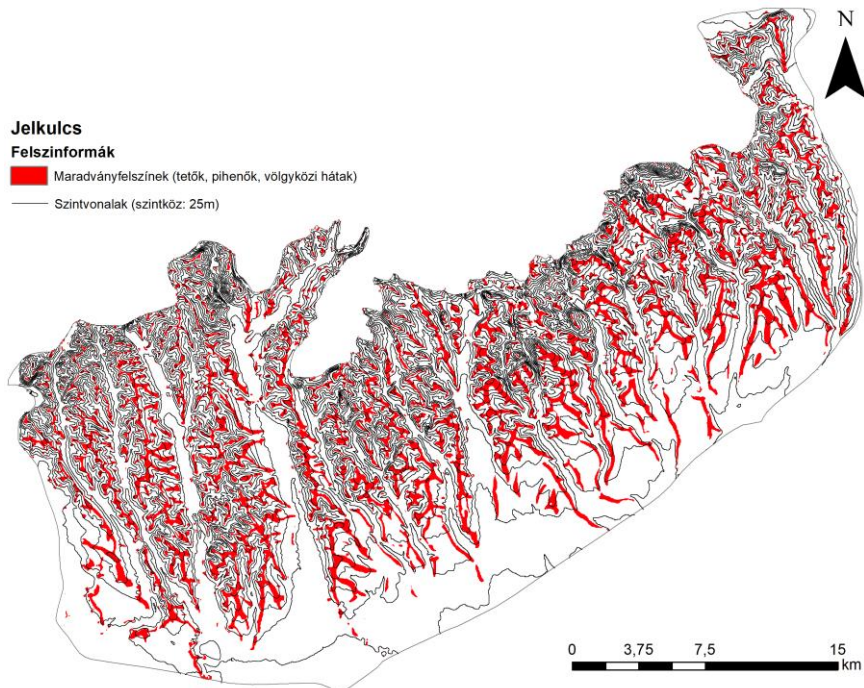 N
Jelkulcs
Felszínformák
Maradványfelszínek (tetők, pihenők, völgyközi hátak)
Szintvonalak (szintköz: 25m)
0 3,75 7,5 15
km